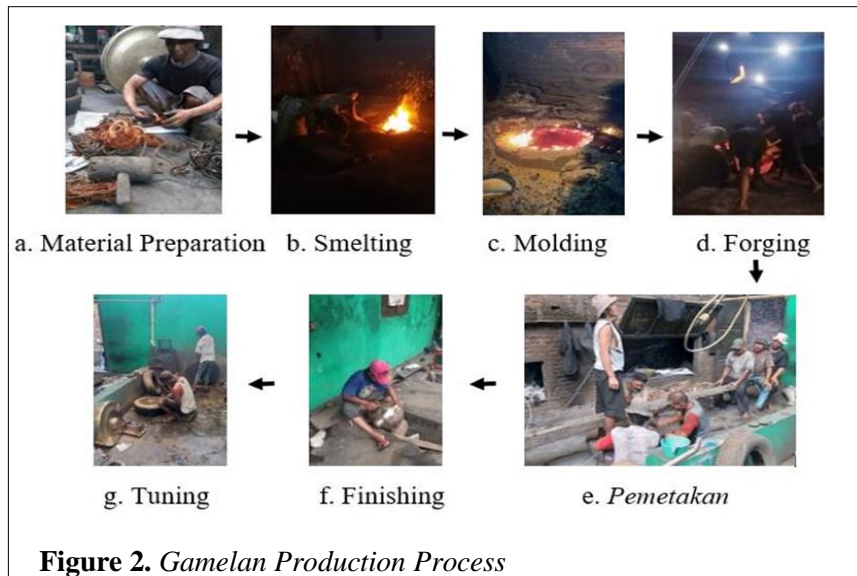 a. Material Preparation
b. Smelting
c. Molding
d. Forging
e. Pemetakan
f. Finishing
g. Tuning
Figure 2. Gamelan Production Process